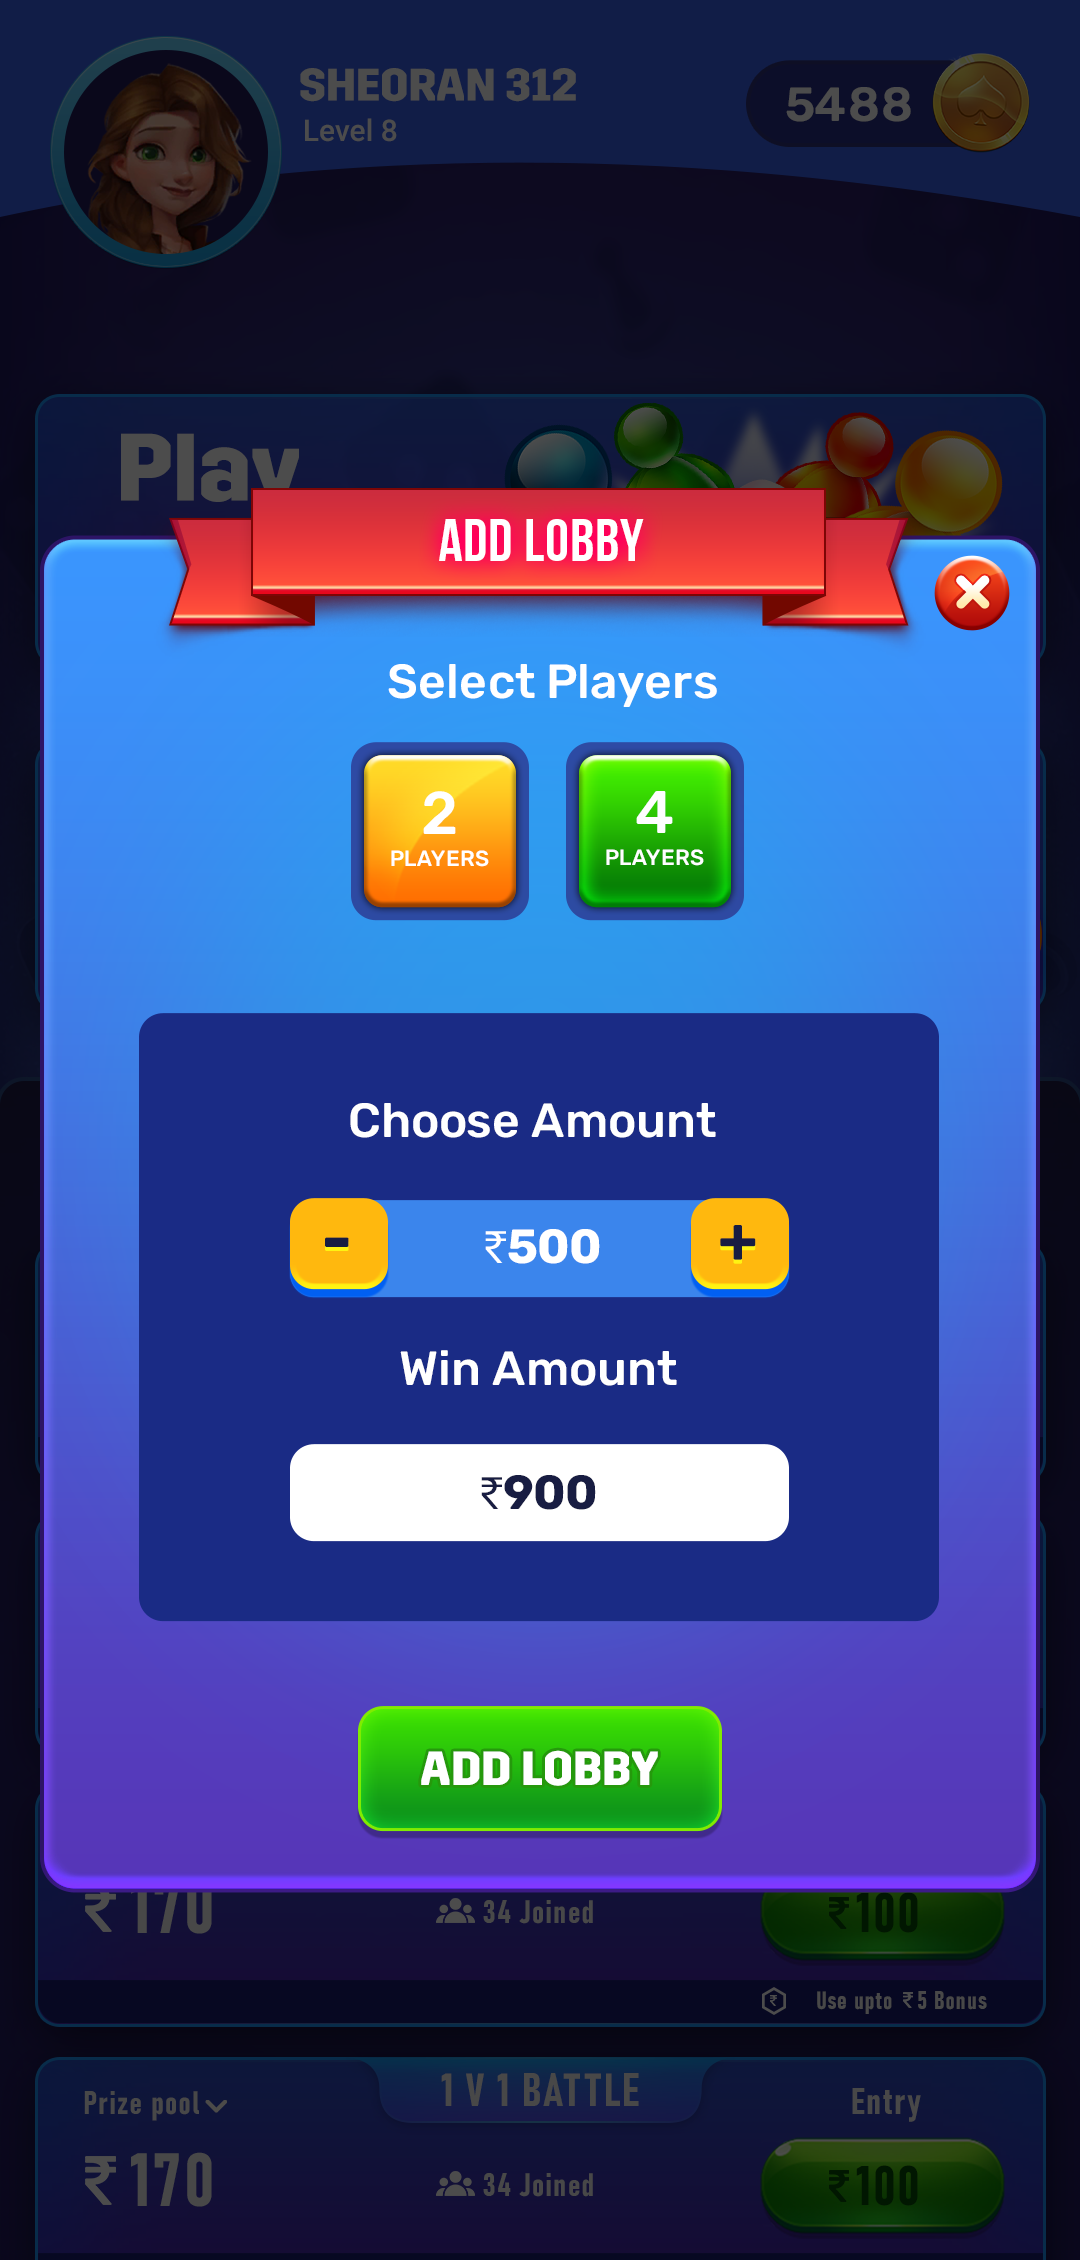 SHEORAN 312
Level 8
5488
Play
ADD LOBBY
Select Players
2
PLAYERS
4
PLAYERS
Choose Amount
-
₹500
+
Win Amount
₹900
ADD LOBBY
₹170
34 Joined
₹100
Use upto ₹5 Bonus
1 V 1 BATTLE
Prize pool
Entry
₹170
34 Joined
₹100